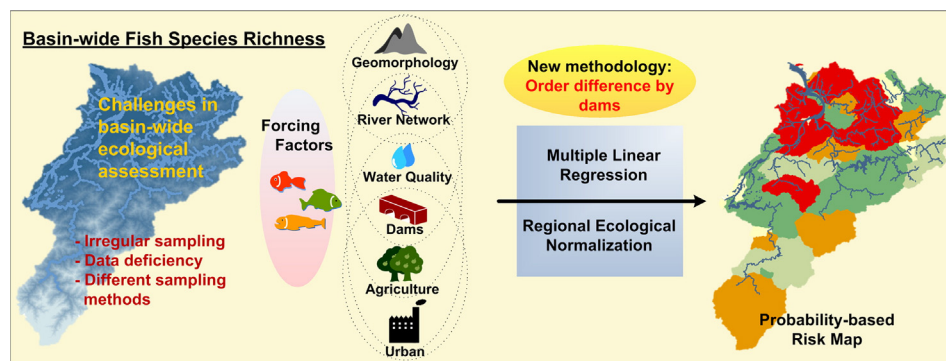 Basin-wide Fish Species Richness
Challenges in
basin-wide
ecological
assessment
- Irregular sampling
- Data deficiency
- Different sampling
methods
Forcing
Factors
Geomorphology
River Network
Water Quality
Dams
Agriculture
Urban
New methodology:
Order difference by
dams
Multiple Linear
Regression
Regional Ecological
Normalization
Probability-based
Risk Map